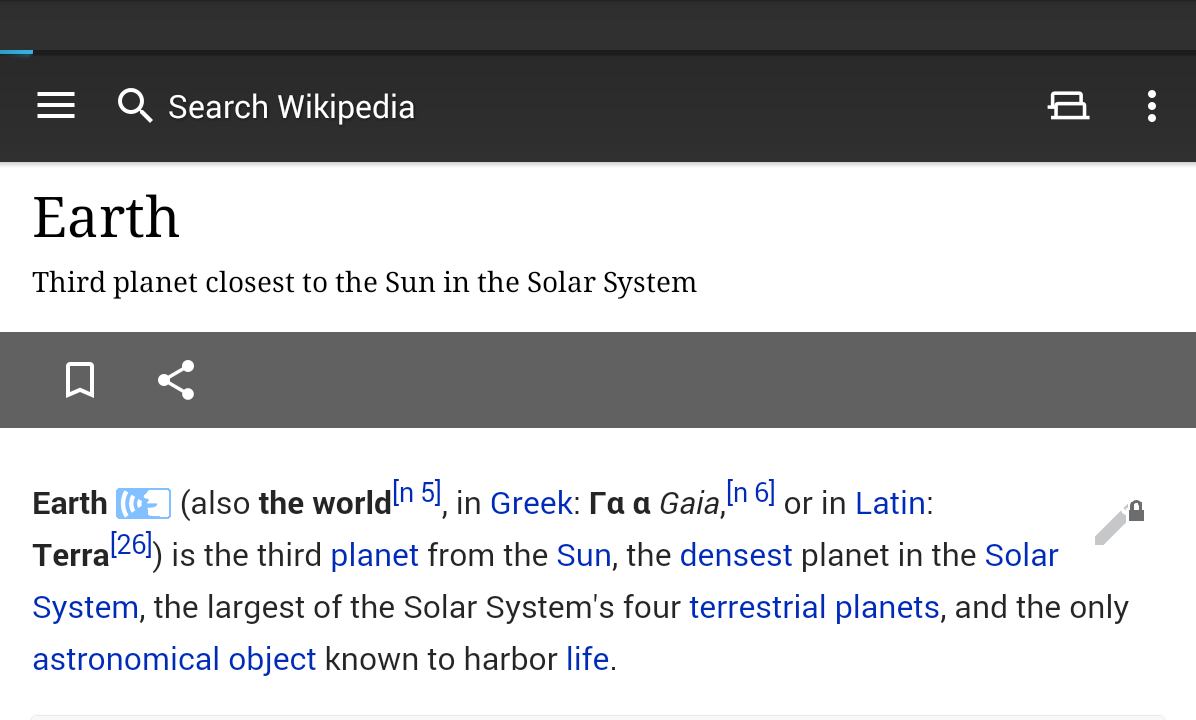 Search Wikipedia
Earth
Third planet closest to the Sun in the Solar System
Earth (also the world[n 5], in Greek: Γα α Gaia,[n 6] or in Latin:
Terra[26]) is the third planet from the Sun, the densest planet in the Solar
System, the largest of the Solar System's four terrestrial planets, and the only
astronomical object known to harbor life.